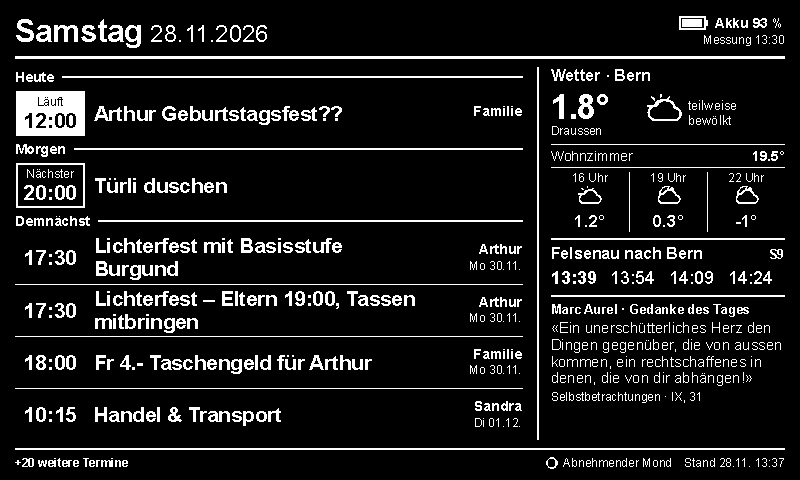 Samstag 28.11.2026
Akku 93 %
Messung 13:30
Heute
Läuft
12:00
Arthur Geburtstagsfest??
Familie
Morgen
Nächster
20:00
Türli duschen
Demnächst
17:30
Lichterfest mit Basisstufe
Burgund
Arthur
Mo 30.11.
17:30
Lichterfest – Eltern 19:00, Tassen
mitbringen
Arthur
Mo 30.11.
18:00
Fr 4.- Taschengeld für Arthur
Familie
Mo 30.11.
10:15
Handel & Transport
Sandra
Di 01.12.
+20 weitere Termine
Wetter · Bern
1.8°
Draussen
teilweise
bewölkt
Wohnzimmer 19.5°
16 Uhr 19 Uhr 22 Uhr
1.2° 0.3° -1°
Felsenau nach Bern S9
13:39 13:54 14:09 14:24
Marc Aurel · Gedanke des Tages
«Ein unerschütterliches Herz den
Dingen gegenüber, die von aussen
kommen, ein rechtschaffenes in
denen, die von dir abhängen!»
Selbstbetrachtungen · IX, 31
Abnehmender Mond Stand 28.11. 13:37